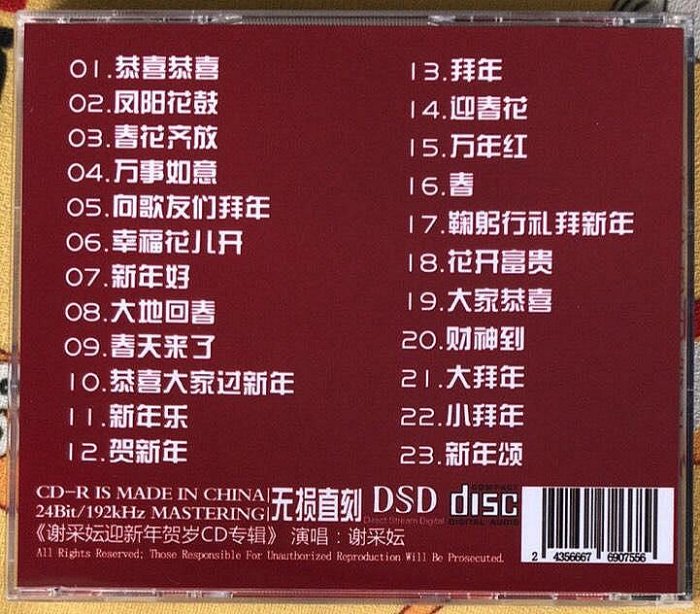 01.恭喜恭喜
02.凤阳花鼓
03.春花齐放
04.万事如意
05.向歌友们拜年
06.幸福花儿开
07.新年好
08.大地回春
09.春天来了
10.恭喜大家过新年
11.新年乐
12.贺新年
13.拜年
14.迎春花
15.万年红
16.春
17.鞠躬行礼拜新年
18.花开富贵
19.大家恭喜
20.财神到
21.大拜年
22.小拜年
23.新年颂
CD-R IS MADE IN CHINA
24Bit/192kHz MASTERING
无损直刻
DSD
Direct Stream Digital
COMPACT
disc
DIGITAL AUDIO
《谢采妘迎新年贺岁CD专辑》 演唱：谢采妘
All Rights Reserved; Those Responsible For Unauthorized Reproduction Will Be Prosecuted.
2 4356667 6907556